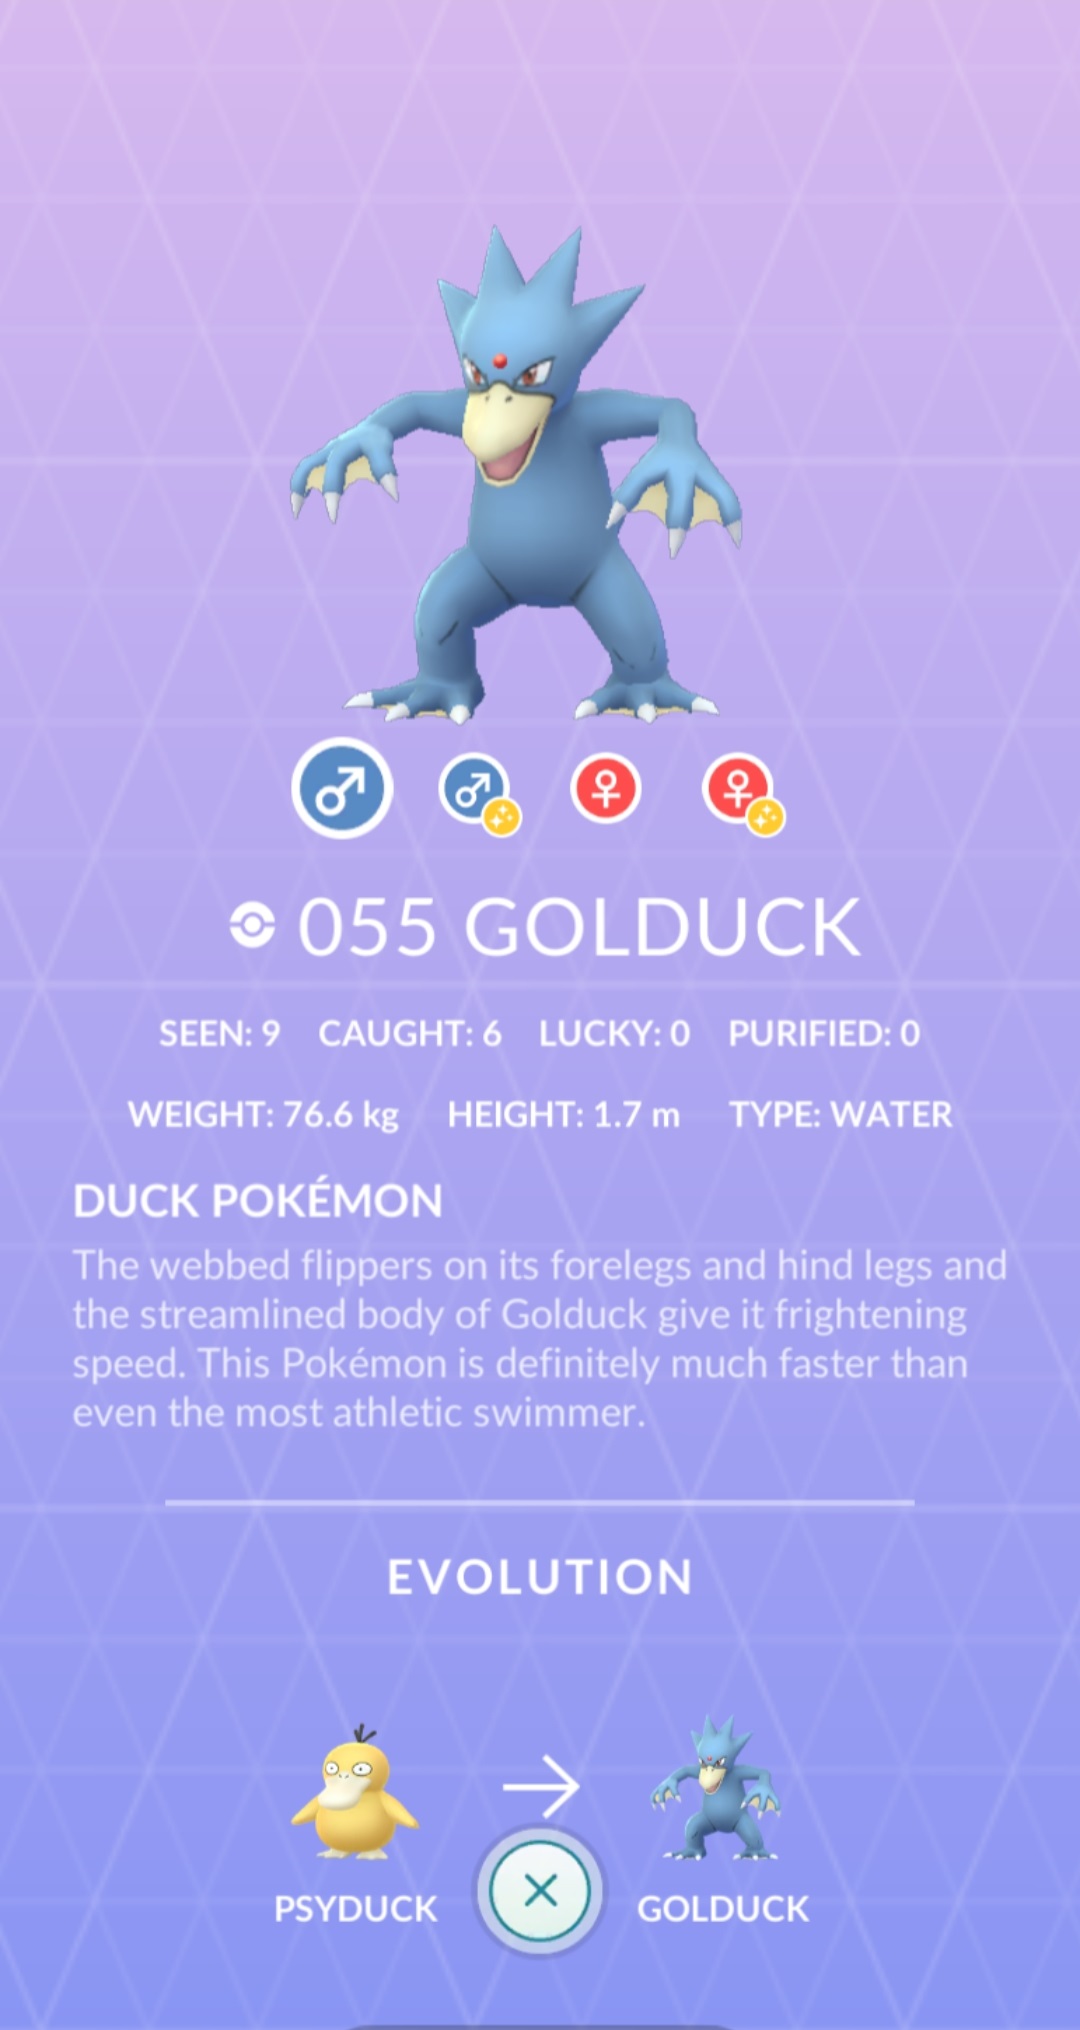 055 GOLDUCK
SEEN: 9 CAUGHT: 6 LUCKY: 0 PURIFIED: 0
WEIGHT: 76.6 kg HEIGHT: 1.7 m TYPE: WATER
DUCK POKÉMON
The webbed flippers on its forelegs and hind legs and
the streamlined body of Golduck give it frightening
speed. This Pokémon is definitely much faster than
even the most athletic swimmer.
EVOLUTION
PSYDUCK GOLDUCK